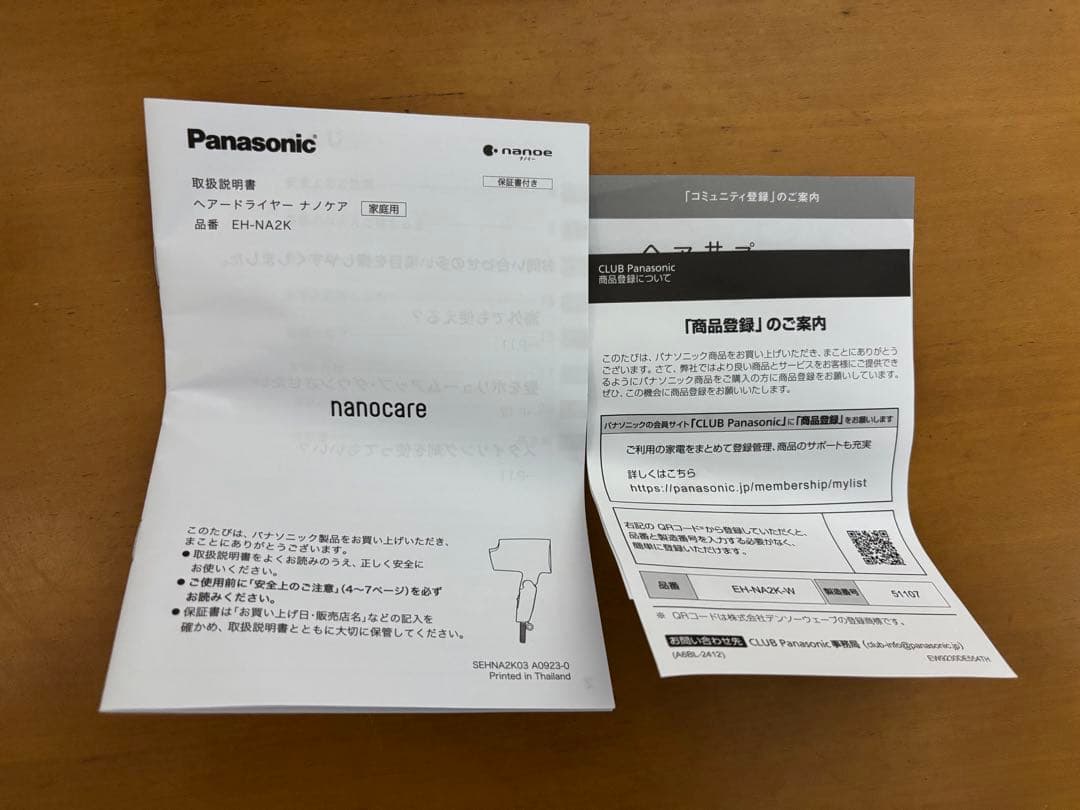 Panasonic
nanoe
ナノイー
取扱説明書
保証書付き
ヘアードライヤー ナノケア 家庭用
品番 EH-NA2K
nanocare
このたびは、パナソニック製品をお買い上げいただき、
まことにありがとうございます。
●取扱説明書をよくお読みのうえ、正しく安全に
お使いください。
●ご使用前に「安全上のご注意」(4〜7ページ)を必ず
お読みください。
●保証書は「お買い上げ日・販売店名」などの記入を
確かめ、取扱説明書とともに大切に保管してください。
SEHNA2K03 A0923-0
Printed in Thailand
「コミュニティ登録」のご案内
ヘアサプ
CLUB Panasonic
商品登録について
「商品登録」のご案内
このたびは、パナソニック商品をお買い上げいただき、まことにありがとう
ございます。さて、弊社ではより良い商品とサービスをお客様にご提供でき
るようにパナソニック商品をご購入の方に商品登録をお願いしています。
ぜひ、この機会に商品登録をお願いいたします。
パナソニックの会員サイト「CLUB Panasonic」に「商品登録」をお願いします
ご利用の家電をまとめて登録管理、商品のサポートも充実
詳しくはこちら
https://panasonic.jp/membership/mylist
右記の QRコード※から登録していただくと、
品番と製造番号を入力する必要がなく、
簡単に登録いただけます。
品番 EH-NA2K-W 製造番号 51107
※ QRコードは株式会社デンソーウェーブの登録商標です。
お問い合わせ先 CLUB Panasonic 事務局 (club-info@panasonic.jp)
(A6BL-2412)
EW9230DE554TH